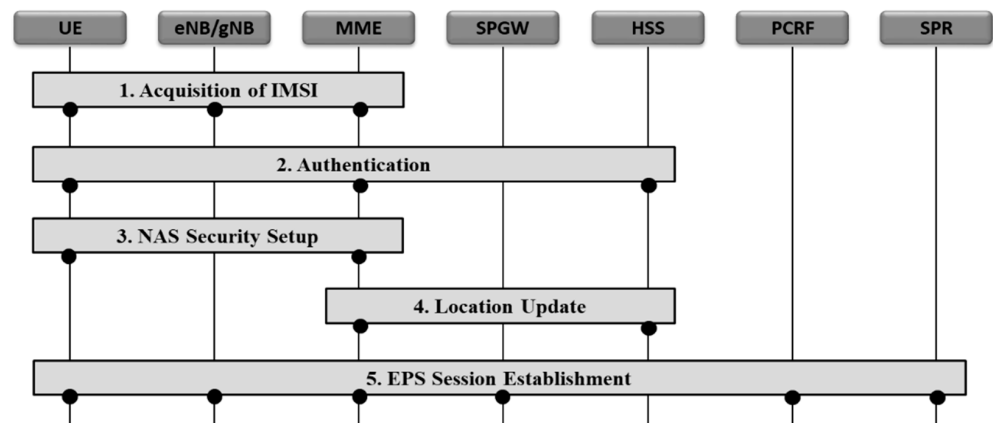 UE eNB/gNB MME SPGW HSS PCRF SPR
1. Acquisition of IMSI
2. Authentication
3. NAS Security Setup
4. Location Update
5. EPS Session Establishment